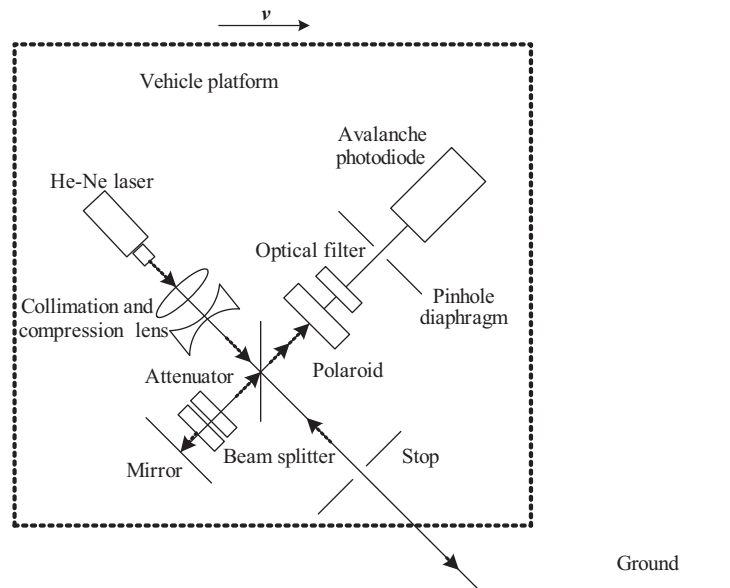 v
Vehicle platform
Avalanche
photodiode
He-Ne laser
Optical filter
Collimation and
compression lens
Pinhole
diaphragm
Attenuator
Polaroid
Beam splitter
Stop
Mirror
Ground